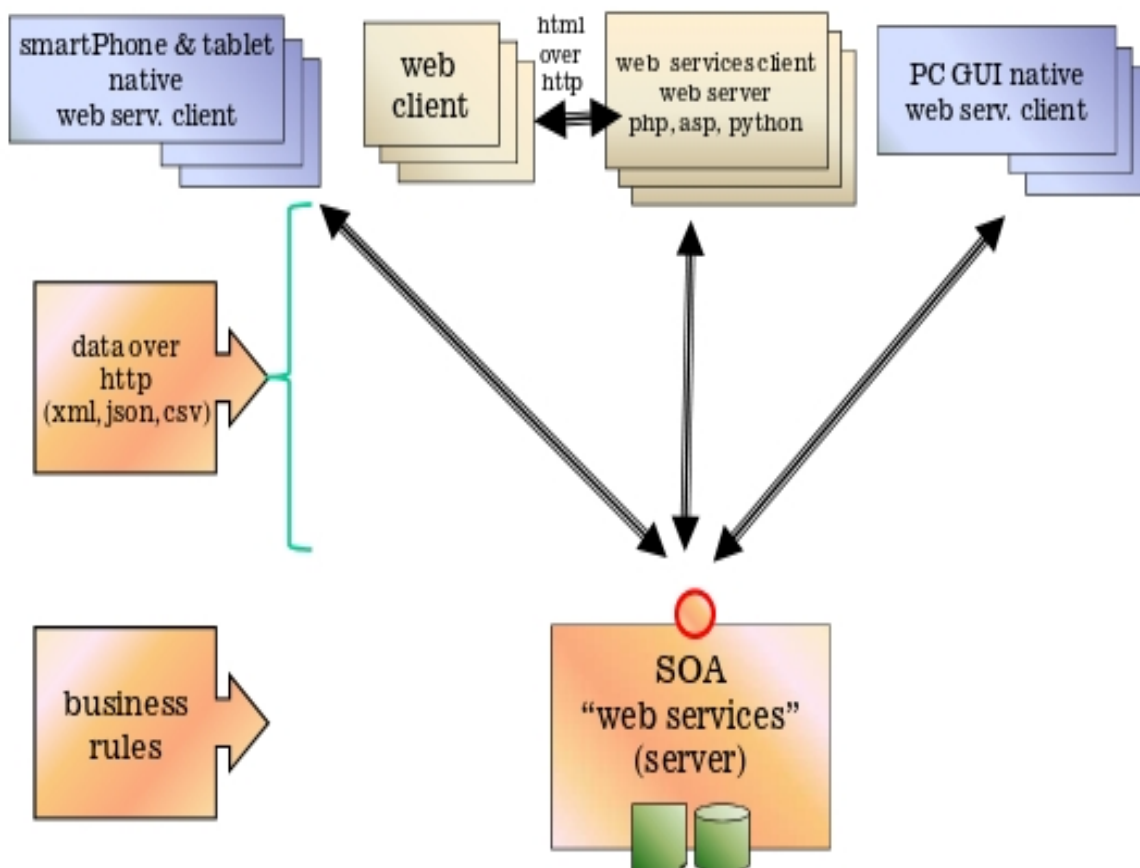 smartPhone & tablet
native
web serv. client
web
client
html
over
http
web services client
web server
php, asp, python
PC GUI native
web serv. client
data over
http
(xml, json, csv)
business
rules
SOA
“web services”
(server)